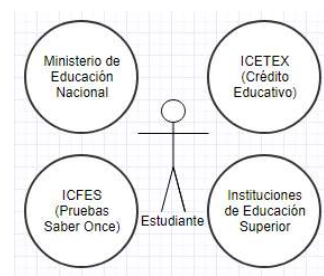 Ministerio de
Educación
Nacional
ICETEX
(Crédito
Educativo)
ICFES
(Pruebas
Saber Once)
Estudiante
Instituciones
de Educación
Superior